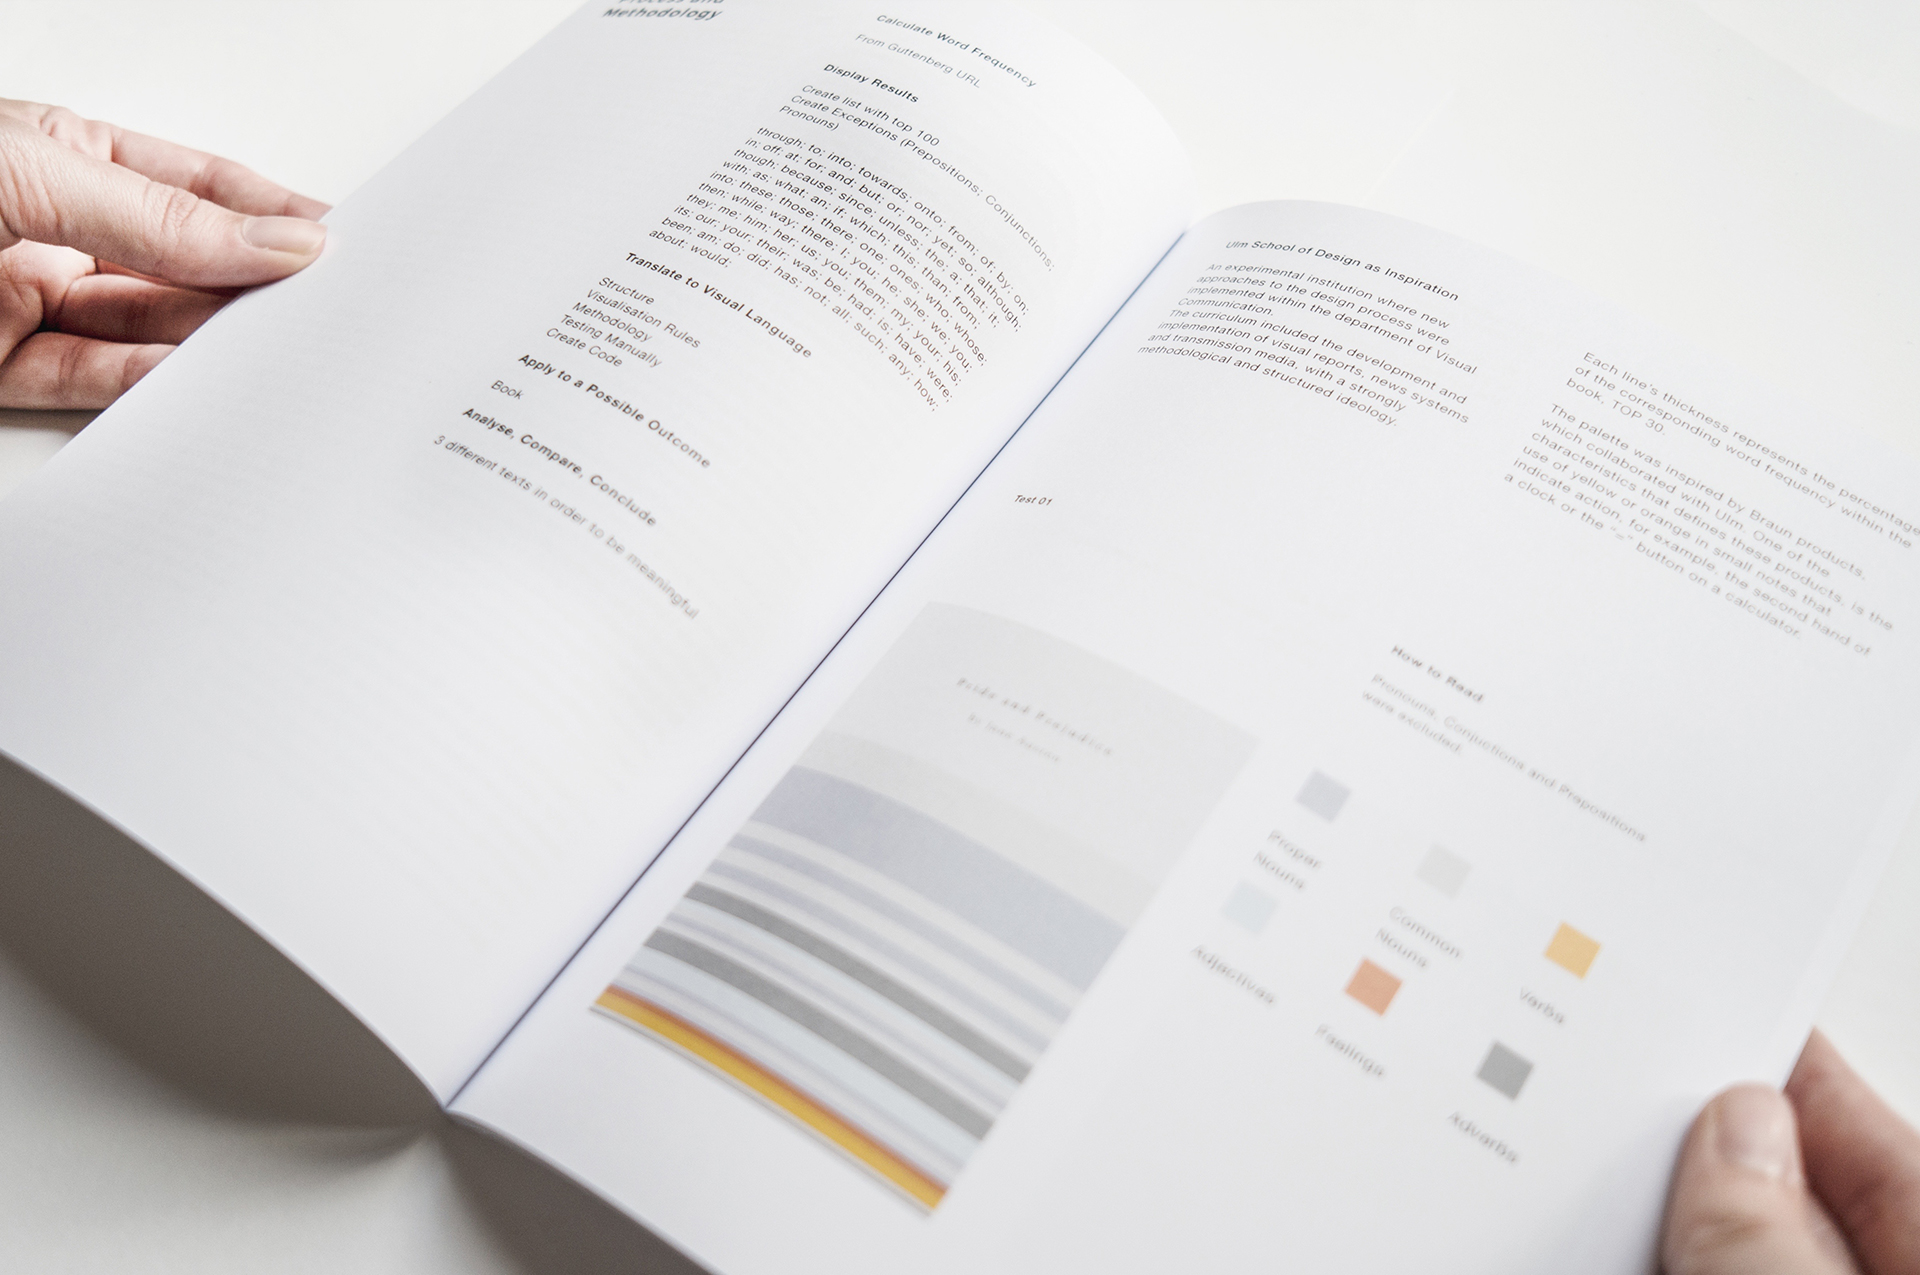 Process and
Methodology
Calculate Word Frequency
From Guttenberg URL
Display Results
Create list with top 100
Create Exceptions (Prepositions; Conjunctions;
Pronouns)
through; to; into; towards; onto; from; of; by; on;
in; off; at; for; and; but; or; nor; yet; so; although;
though; because; since; unless; the; a; that; it;
with; as; what; an; if; which; this; than; from;
into; these; those; there; one; ones; who; whose;
then; while; way; there; I; you; he; she; we; you;
they; me; him; her; us; you; them; my; your; his;
its; our; your; their; was; be; had; is; have; were;
been; am; do; did; has; not; all; such; any; how;
about; would;
Translate to Visual Language
Structure
Visualisation Rules
Methodology
Testing Manually
Create Code
Apply to a Possible Outcome
Book
Analyse, Compare, Conclude
3 different texts in order to be meaningful
Ulm School of Design as Inspiration
An experimental institution where new
approaches to the design process were
implemented within the department of Visual
Communication.
The curriculum included the development and
implementation of visual reports, news systems
and transmission media, with a strongly
methodological and structured ideology.
Each line's thickness represents the percentage
of the corresponding word frequency within the
book, TOP 30.
The palette was inspired by Braun products,
which collaborated with Ulm. One of the
characteristics that defines these products, is the
use of yellow or orange in small notes that
indicate action, for example, the second hand of
a clock or the "=" button on a calculator.
Test 01
Pride and Prejudice
By Jane Austen
How to Read
Pronouns, Conjuctions and Prepositions
were excluded.
Proper
Nouns
Common
Nouns
Verbs
Adjectives
Feelings
Adverbs